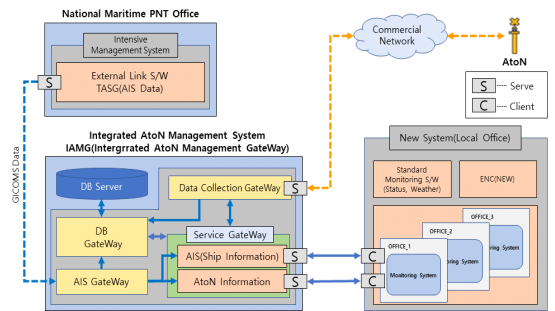 National Maritime PNT Office
Intensive
Management System
External Link S/W
TASG(AIS Data)
S
Commercial
Network
AtoN
S
Serve
C
Client
GICOMS Data
Integrated AtoN Management System
IAMG(Intergrrated AtoN Management GateWay)
DB Server
Data Collection GateWay
S
DB
GateWay
Service GateWay
AIS(Ship Information)
S
AIS GateWay
AtoN Information
S
New System(Local Office)
Standard
Monitoring S/W
(Status, Weather)
ENC(NEW)
OFFICE_3
OFFICE_2
OFFICE_1
ring System
ring System
Monitoring System
C
C